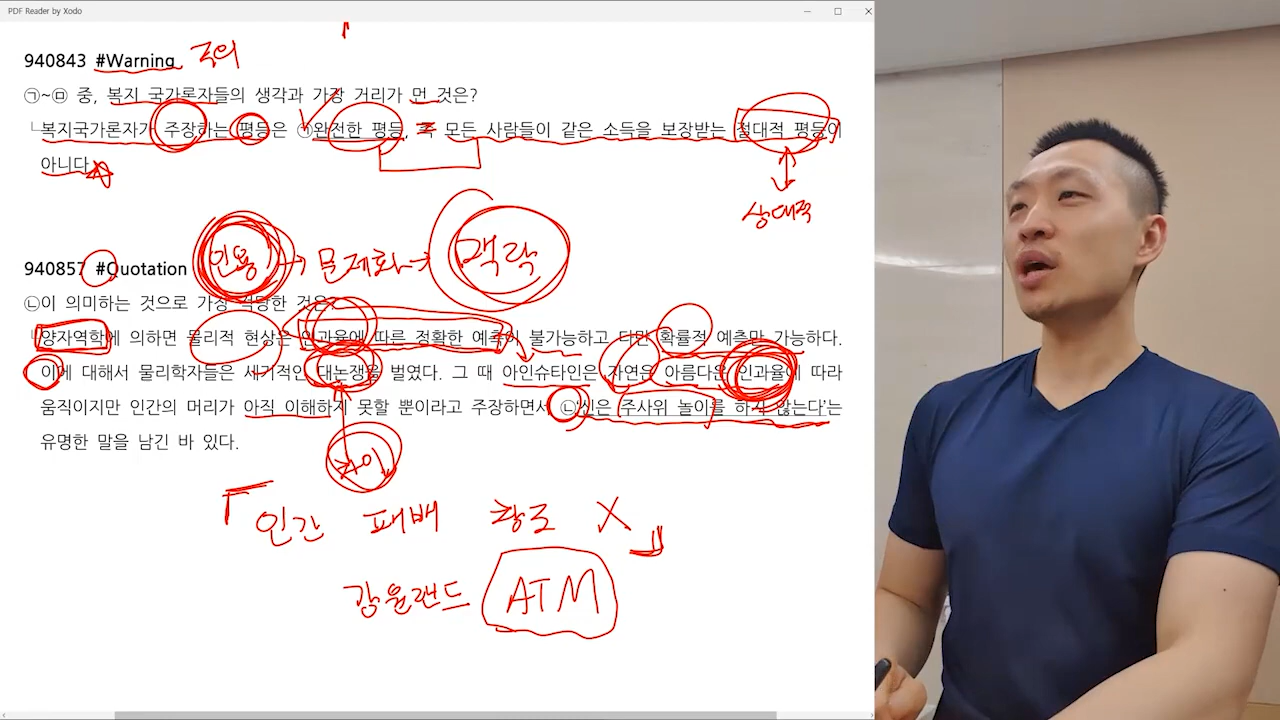 PDF Reader by Xodo
940843 #Warning 주의
㉠~㉤ 중, 복지 국가론자들의 생각과 가장 거리가 먼 것은?
복지국가론자가 주장하는 평등은 ㉠완전한 평등, 즉 모든 사람들이 같은 소득을 보장받는 절대적 평등이
아니다.
상대적
940857 #Quotation 인용 → 문제화 → 맥락
㉡이 의미하는 것으로 가장 적당한 것은?
양자역학에 의하면 물리적 현상은 인과율에 따른 정확한 예측이 불가능하고 다만 확률적 예측만 가능하다.
이에 대해서 물리학자들은 세기적인 대논쟁을 벌였다. 그 때 아인슈타인은 자연은 아름다운 인과율에 따라
움직이지만 인간의 머리가 아직 이해하지 못할 뿐이라고 주장하면서 ㉡‘신은 주사위 놀이를 하지 않는다’는
유명한 말을 남긴 바 있다.
차이
『인간 패배 창조 X』
강원랜드 ATM